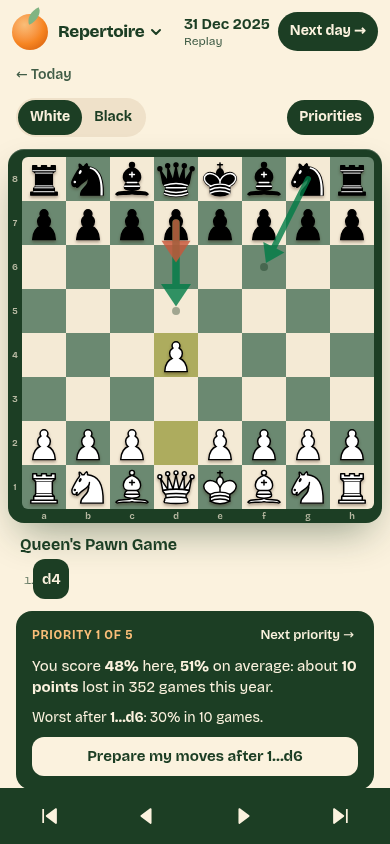 Repertoire
31 Dec 2025
Replay
Next day →
← Today
White
Black
Priorities
8
7
6
5
4
3
2
1
a b c d e f g h
Queen's Pawn Game
1. d4
PRIORITY 1 OF 5
Next priority →
You score 48% here, 51% on average: about 10
points lost in 352 games this year.
Worst after 1...d6: 30% in 10 games.
Prepare my moves after 1...d6